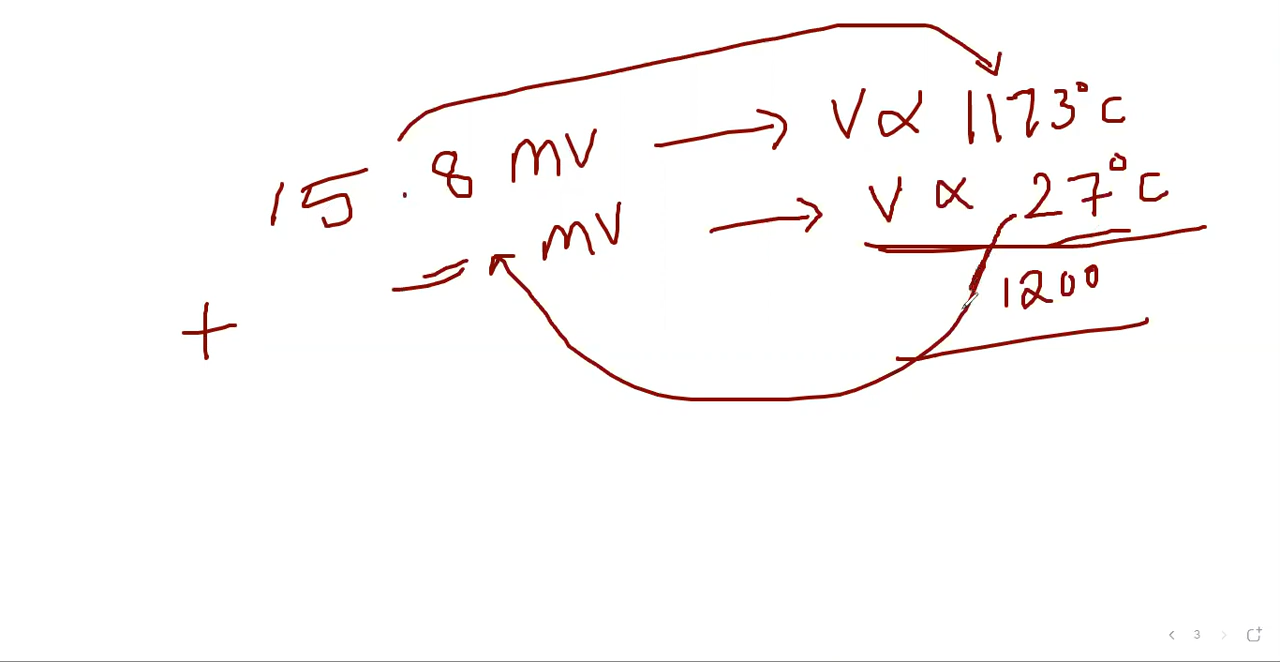 15.8 mV → V ∝ 1173°C
mV → V ∝ 27°C
1200
+
3